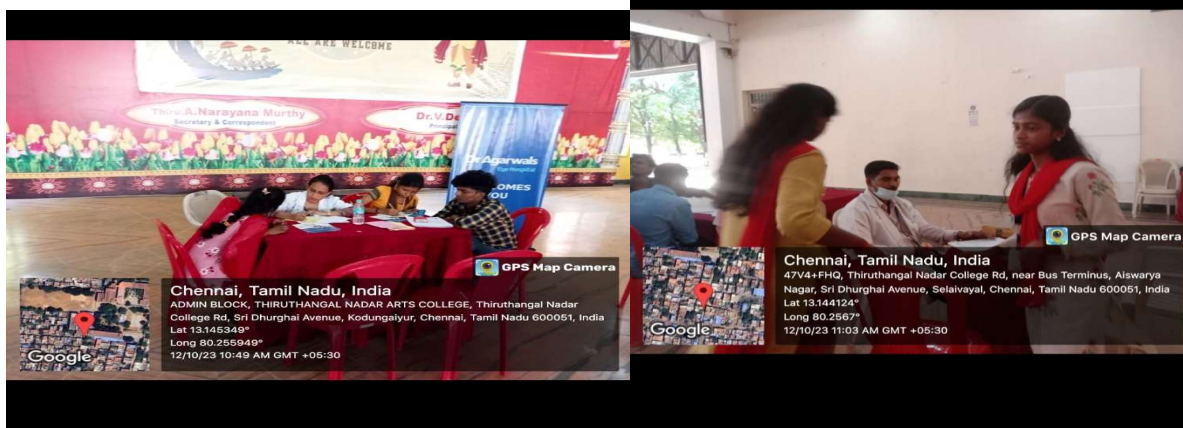 ALL ARE WELCOME
Thiru.A.Narayana Murthy
Secretary & Correspondent
Dr.V.De
Principal
Dr Agarwals
Eye Hospital
LCOMES
YOU
GPS Map Camera
Chennai, Tamil Nadu, India
ADMIN BLOCK, THIRUTHANGAL NADAR ARTS COLLEGE, Thiruthangal Nadar
College Rd, Sri Dhurghai Avenue, Kodungaiyur, Chennai, Tamil Nadu 600051, India
Lat 13.145349°
Long 80.255949°
12/10/23 10:49 AM GMT +05:30
Google
GPS Map Camera
Chennai, Tamil Nadu, India
47V4+FHQ, Thiruthangal Nadar College Rd, near Bus Terminus, Aiswarya
Nagar, Sri Dhurghai Avenue, Selaivayal, Chennai, Tamil Nadu 600051, India
Lat 13.144124°
Long 80.2567°
12/10/23 11:03 AM GMT +05:30
Google